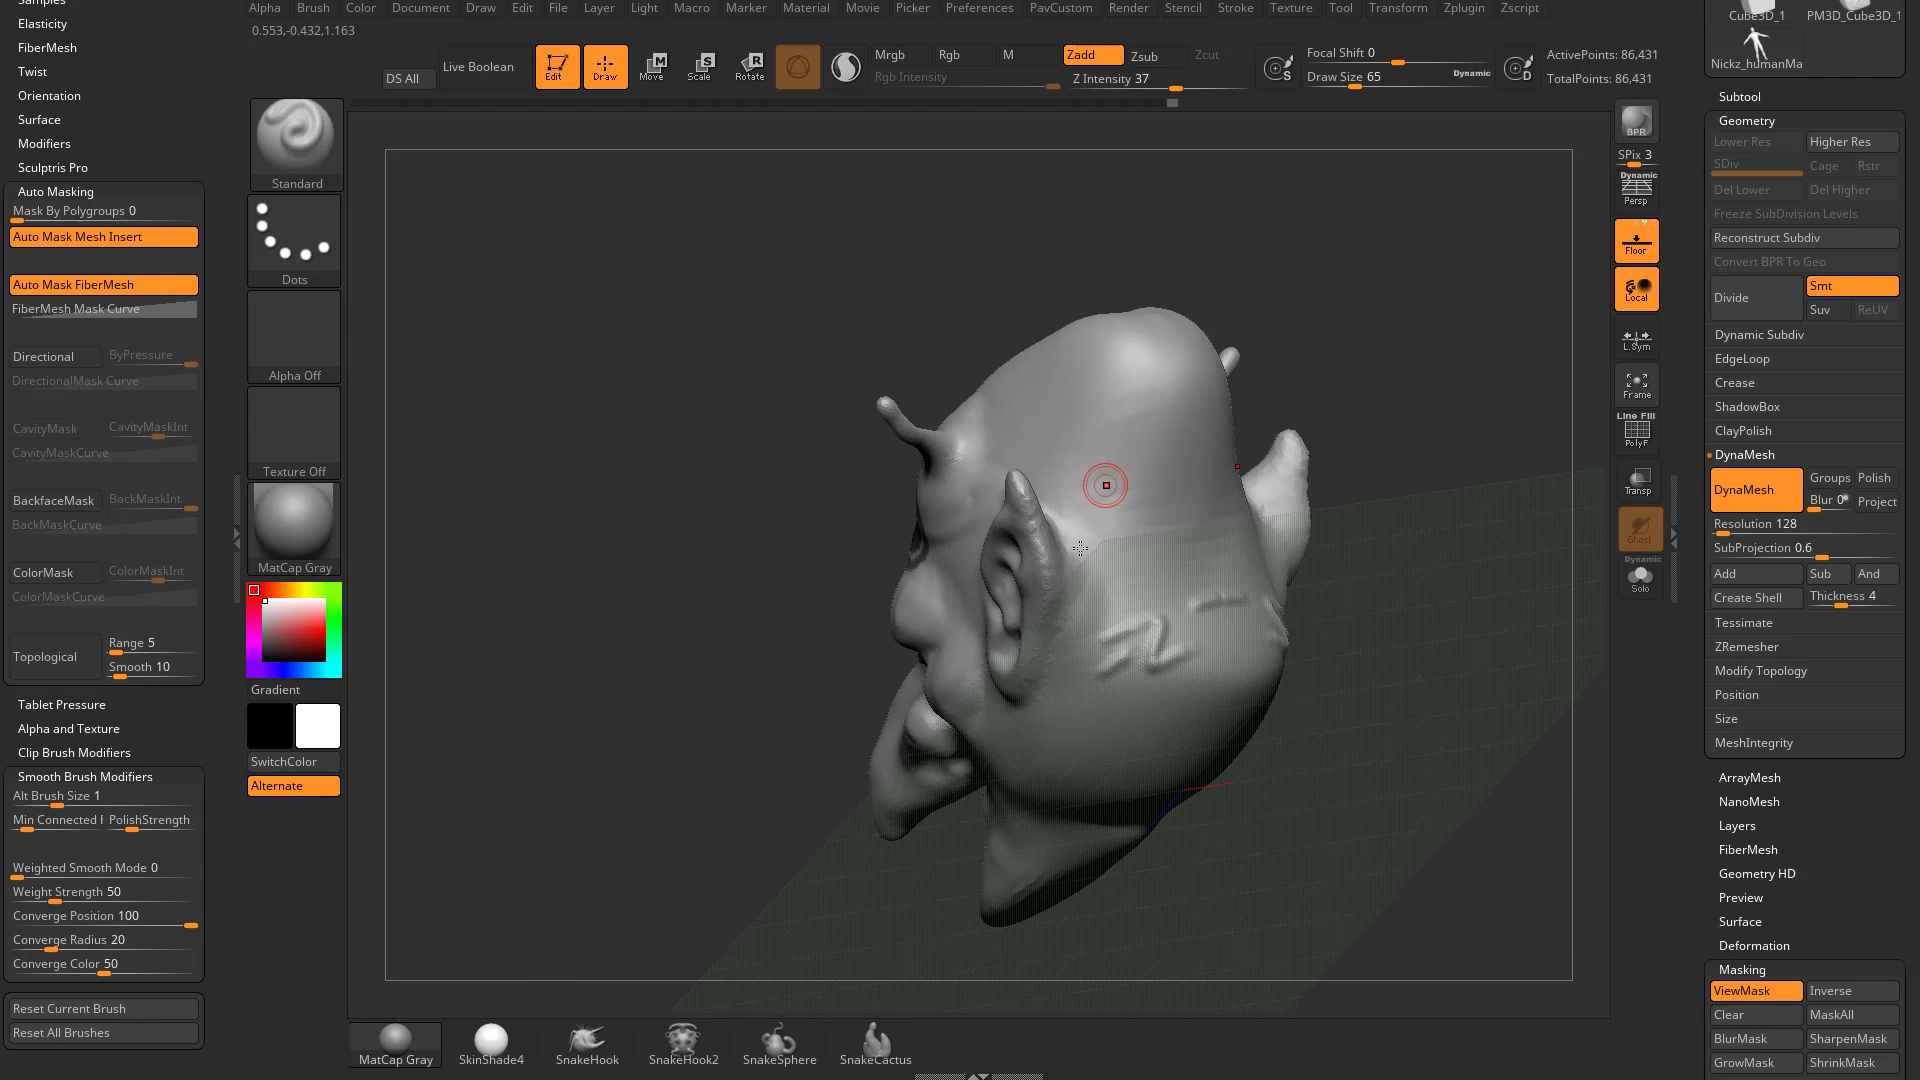 Alpha Brush Color Document Draw Edit File Layer Light Macro Marker Material Movie Picker Preferences PavCustom Render Stencil Stroke Texture Tool Transform Zplugin Zscript
0.553,-0.432,1.163
DS All
Live Boolean
Edit
Draw
Move
Scale
Rotate
Mrgb Rgb M
Rgb Intensity
Zadd Zsub Zcut
Z Intensity 37
Focal Shift 0
Draw Size 65
Dynamic
ActivePoints: 86,431
TotalPoints: 86,431
Elasticity
FiberMesh
Twist
Orientation
Surface
Modifiers
Sculptris Pro
Auto Masking
Mask By Polygroups 0
Auto Mask Mesh Insert
Auto Mask FiberMesh
FiberMesh Mask Curve
Directional ByPressure
DirectionalMask Curve
CavityMask CavityMaskInt
CavityMaskCurve
BackfaceMask BackMaskInt
BackMaskCurve
ColorMask ColorMaskInt
ColorMaskCurve
Topological
Range 5
Smooth 10
Tablet Pressure
Alpha and Texture
Clip Brush Modifiers
Smooth Brush Modifiers
Alt Brush Size 1
Min Connected PolishStrength
Weighted Smooth Mode 0
Weight Strength 50
Converge Position 100
Converge Radius 20
Converge Color 50
Reset Current Brush
Reset All Brushes
Standard
Dots
Alpha Off
Texture Off
MatCap Gray
Gradient
SwitchColor
Alternate
MatCap Gray
SkinShade4
SnakeHook
SnakeHook2
SnakeSphere
SnakeCactus
BPR
SPix 3
Dynamic
Persp
Floor
Local
L.Sym
Frame
Line Fill
PolyF
Transp
Ghost
Dynamic
Solo
Cube3D_1 PM3D_Cube3D_1
Nickz_humanMa
Subtool
Geometry
Lower Res Higher Res
SDiv Cage Rstr
Del Lower Del Higher
Freeze SubDivision Levels
Reconstruct Subdiv
Convert BPR To Geo
Divide
Smt
Suv ReUV
Dynamic Subdiv
EdgeLoop
Crease
ShadowBox
ClayPolish
DynaMesh
DynaMesh
Groups Polish
Blur 0 Project
Resolution 128
SubProjection 0.6
Add Sub And
Create Shell Thickness 4
Tessimate
ZRemesher
Modify Topology
Position
Size
MeshIntegrity
ArrayMesh
NanoMesh
Layers
FiberMesh
Geometry HD
Preview
Surface
Deformation
Masking
ViewMask Inverse
Clear MaskAll
BlurMask SharpenMask
GrowMask ShrinkMask